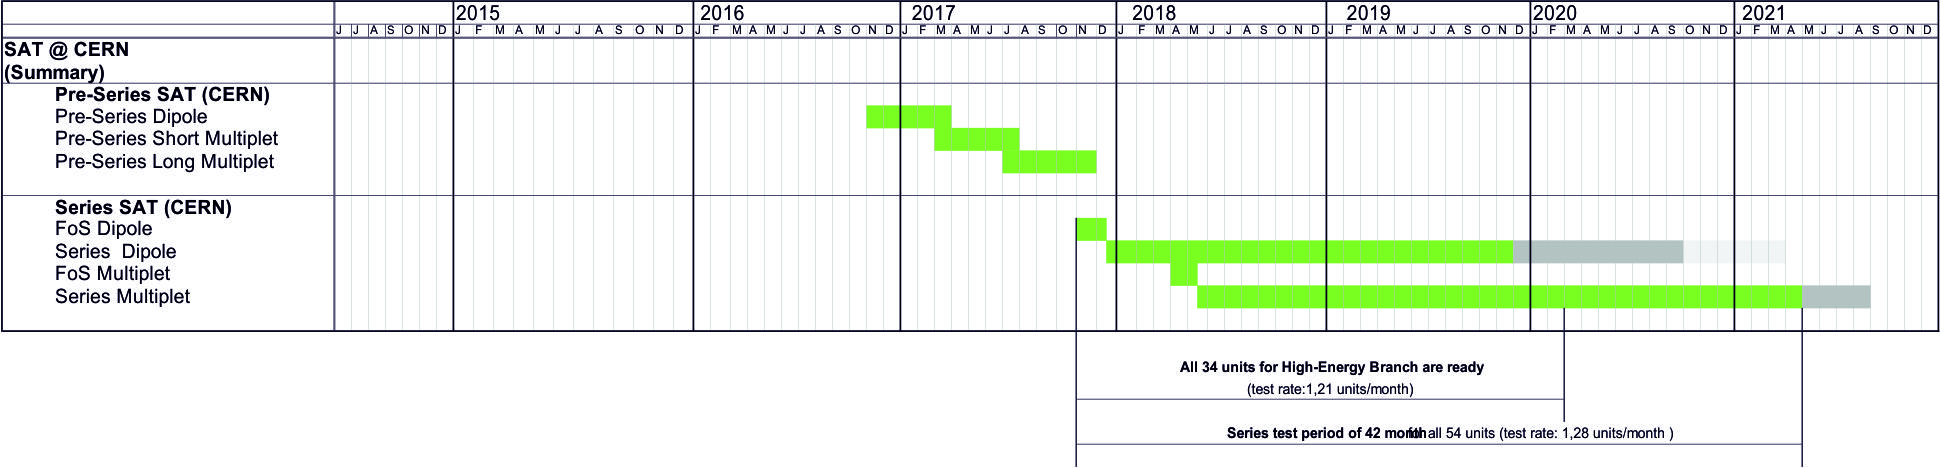 2015 2016 2017 2018 2019 2020 2021
J J A S O N D J F M A M J J A S O N D J F M A M J J A S O N D J F M A M J J A S O N D J F M A M J J A S O N D J F M A M J J A S O N D J F M A M J J A S O N D J F M A M J J A S O N D
SAT @ CERN
(Summary)
Pre-Series SAT (CERN)
Pre-Series Dipole
Pre-Series Short Multiplet
Pre-Series Long Multiplet
Series SAT (CERN)
FoS Dipole
Series Dipole
FoS Multiplet
Series Multiplet
All 34 units for High-Energy Branch are ready
(test rate:1,21 units/month)
Series test period of 42 month for all 54 units (test rate: 1,28 units/month )